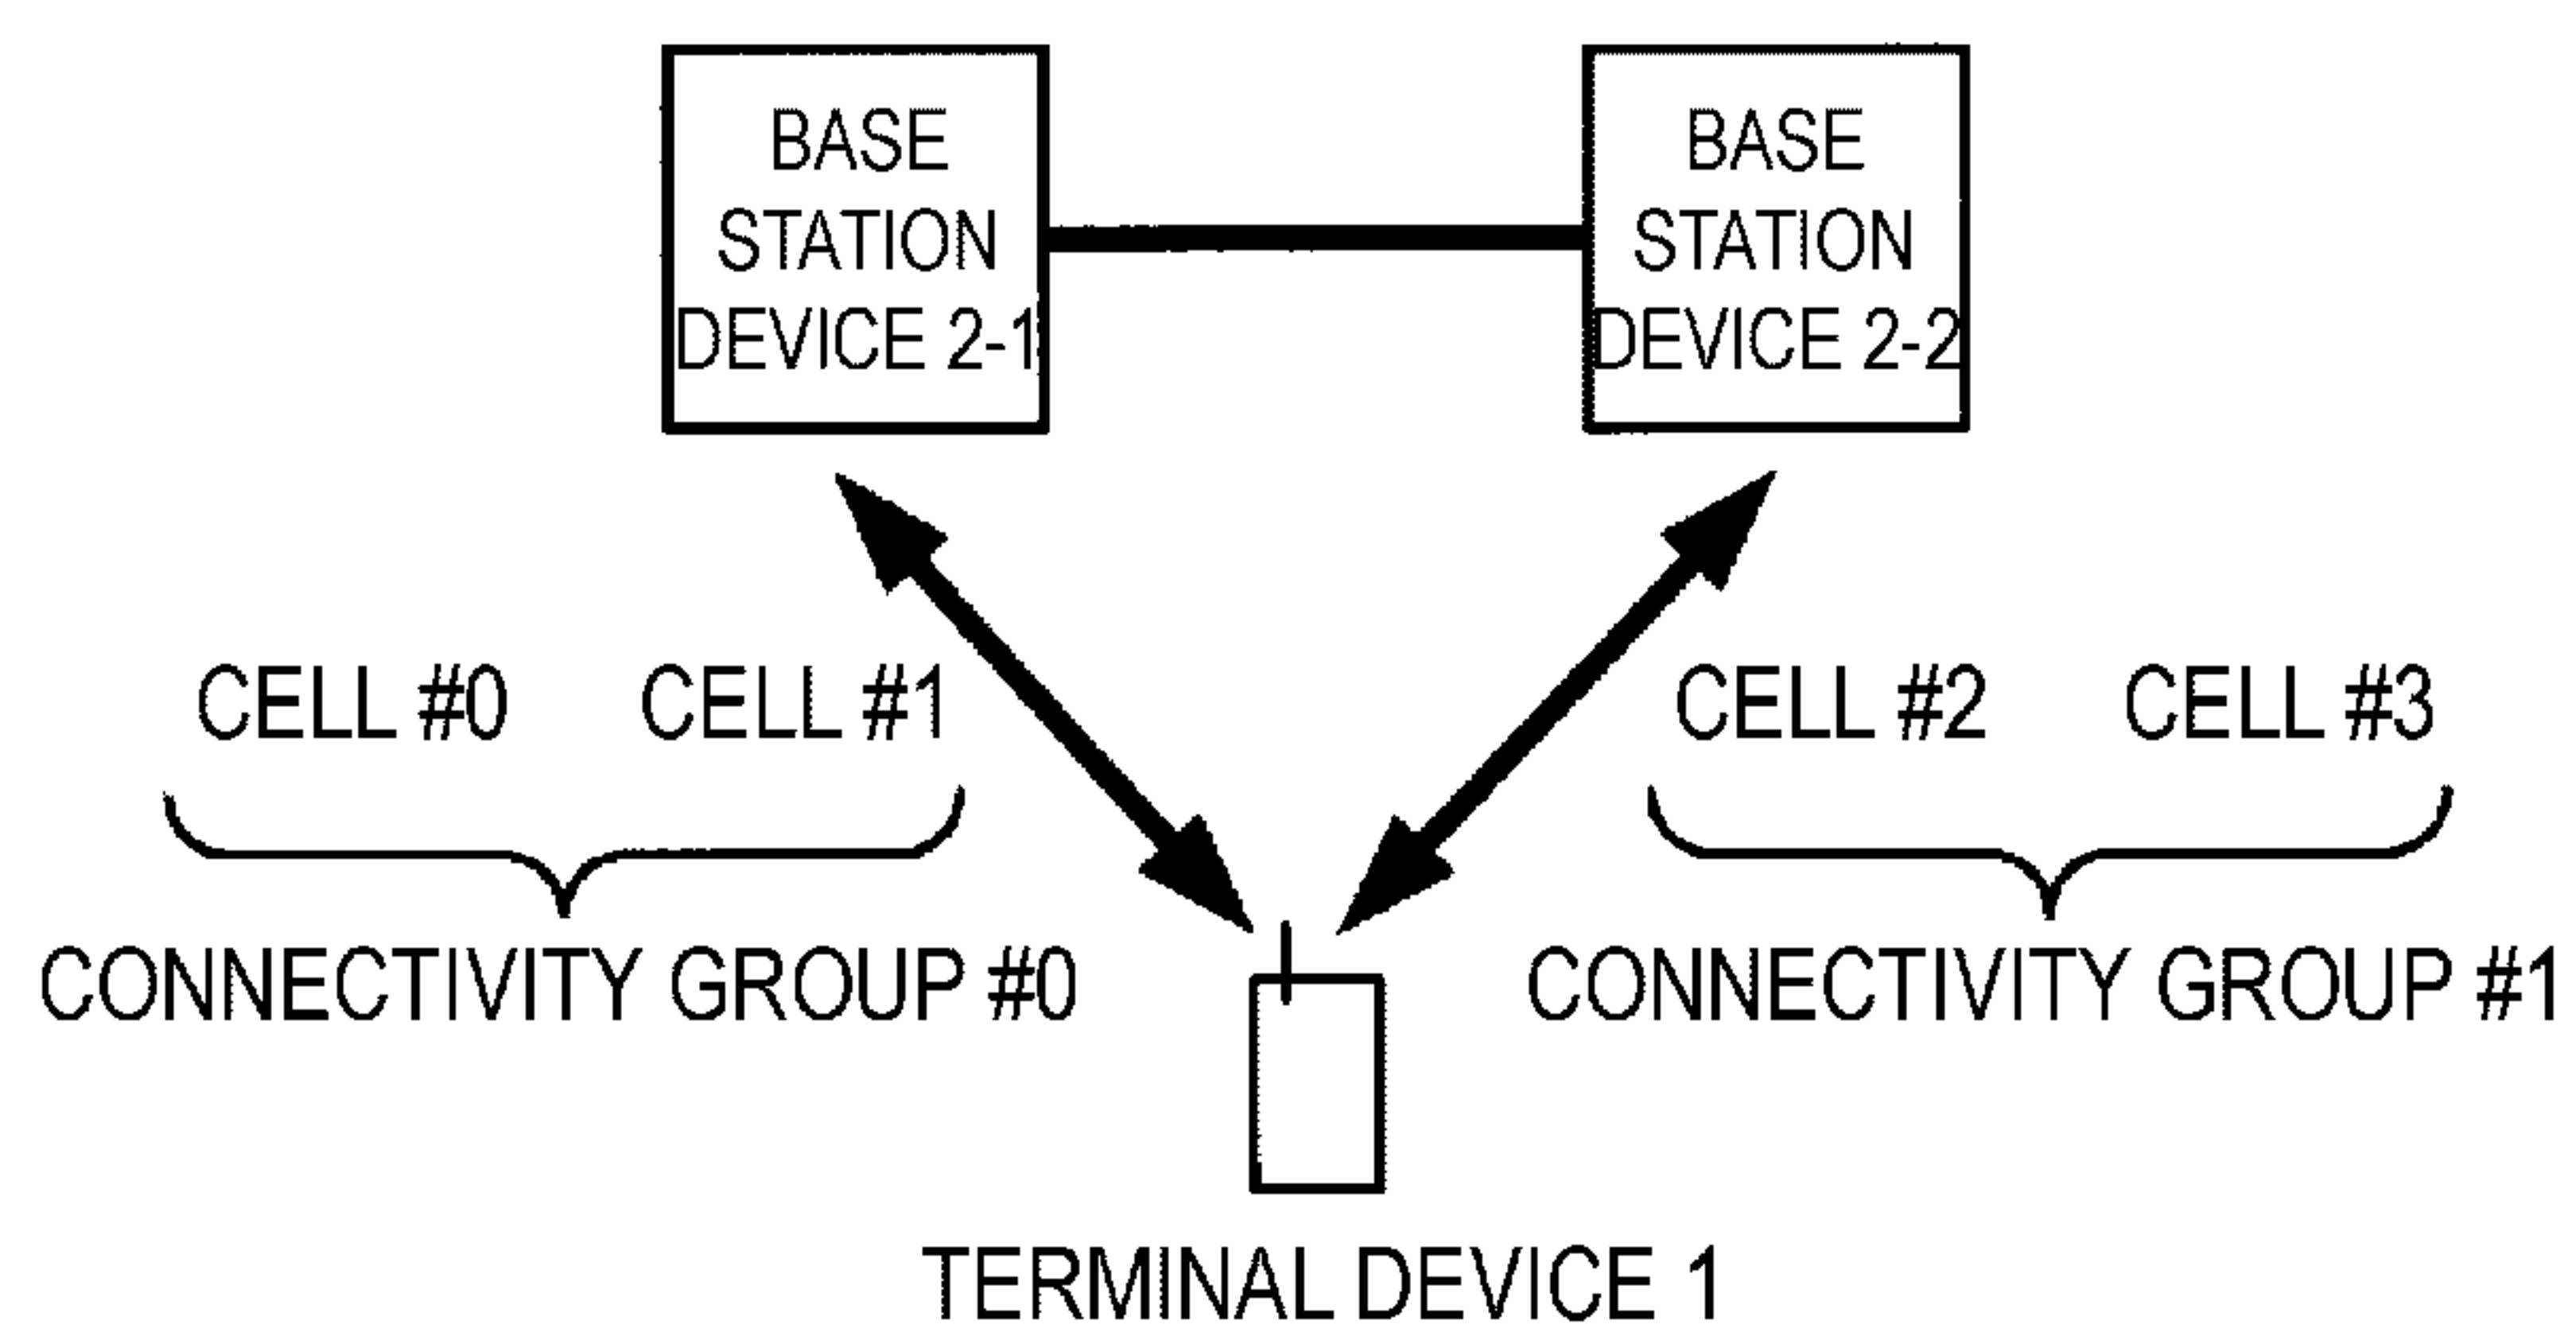 BASE
STATION
DEVICE 2-1
BASE
STATION
DEVICE 2-2
CELL #0
CELL #1
CELL #2
CELL #3
CONNECTIVITY GROUP #0
CONNECTIVITY GROUP #1
TERMINAL DEVICE 1